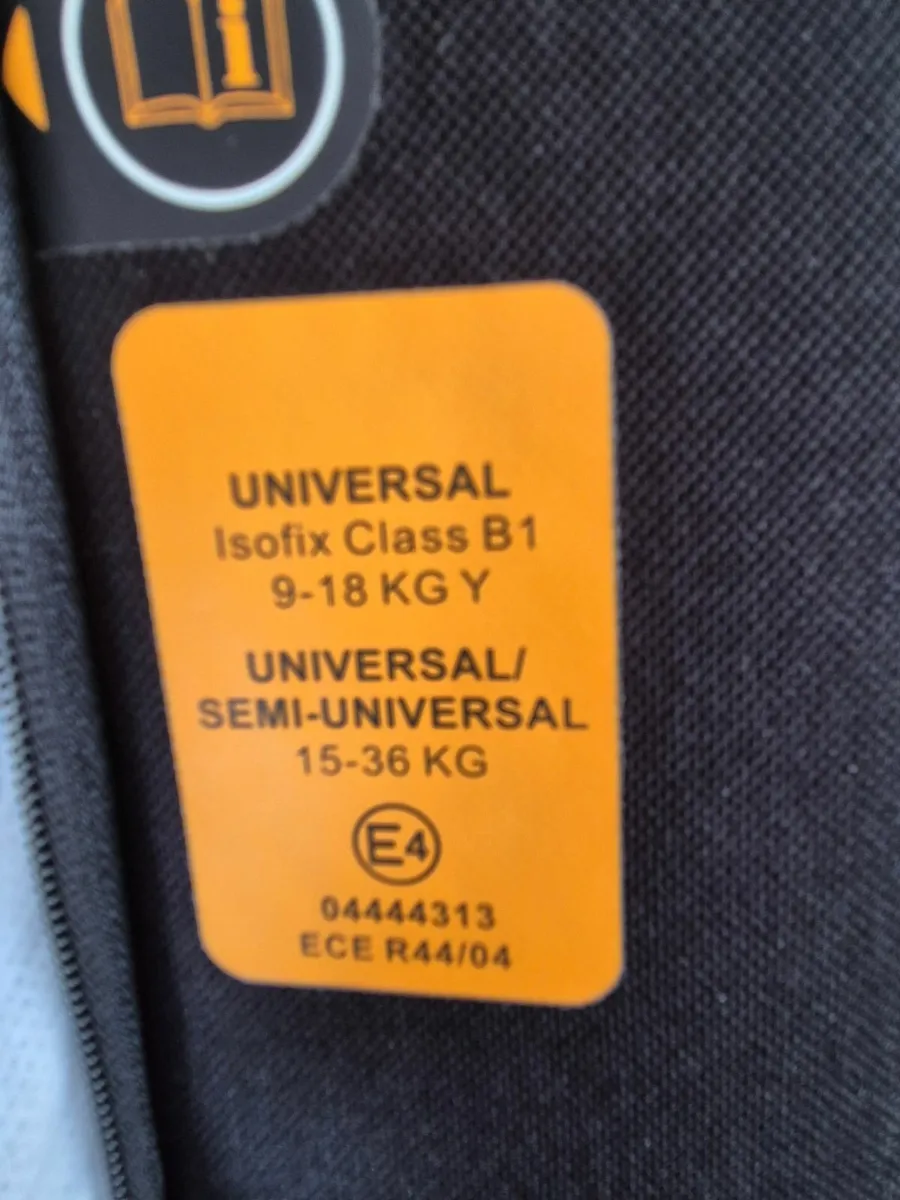 i
UNIVERSAL
Isofix Class B1
9-18 KG Y
UNIVERSAL/
SEMI-UNIVERSAL
15-36 KG
E4
04444313
ECE R44/04